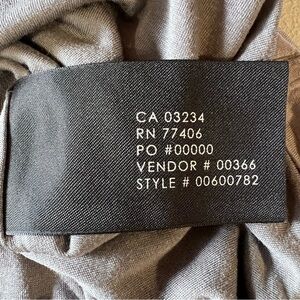 CA 03234
RN 77406
PO #00000
VENDOR # 00366
STYLE # 00600782